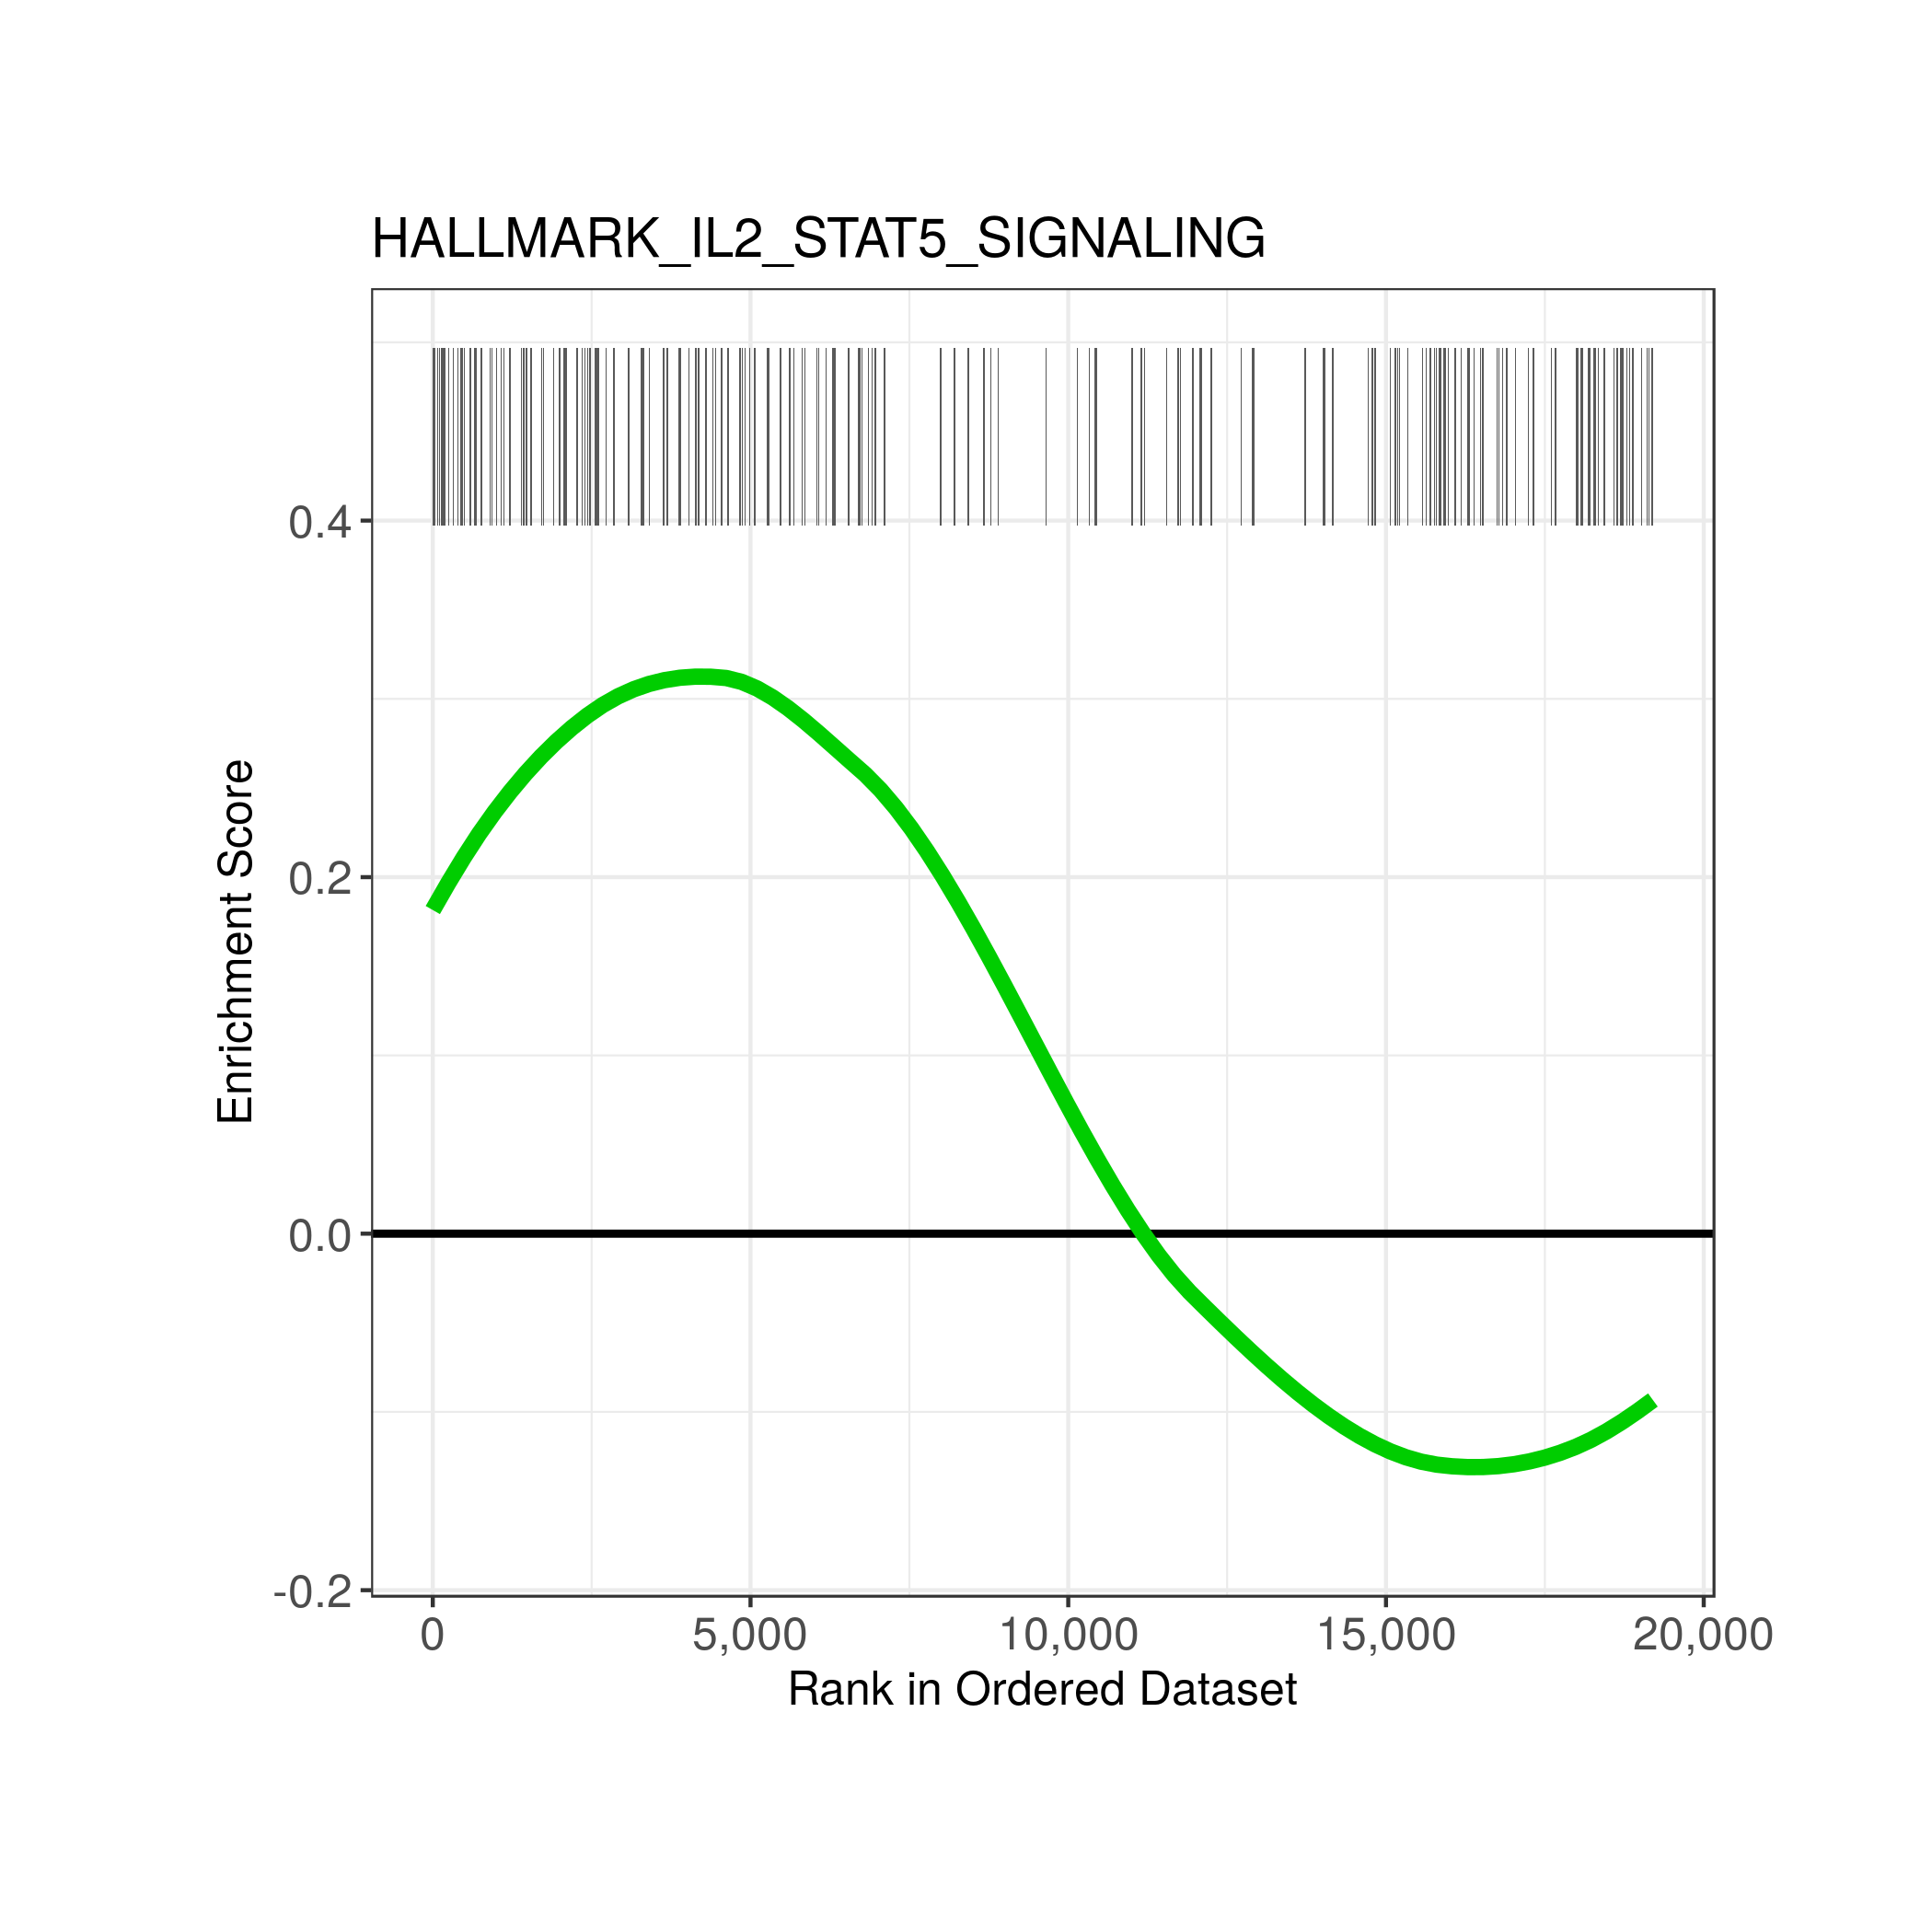 HALLMARK_IL2_STAT5_SIGNALING
Enrichment Score
0.4
0.2
0.0
-0.2
0 5,000 10,000 15,000 20,000
Rank in Ordered Dataset